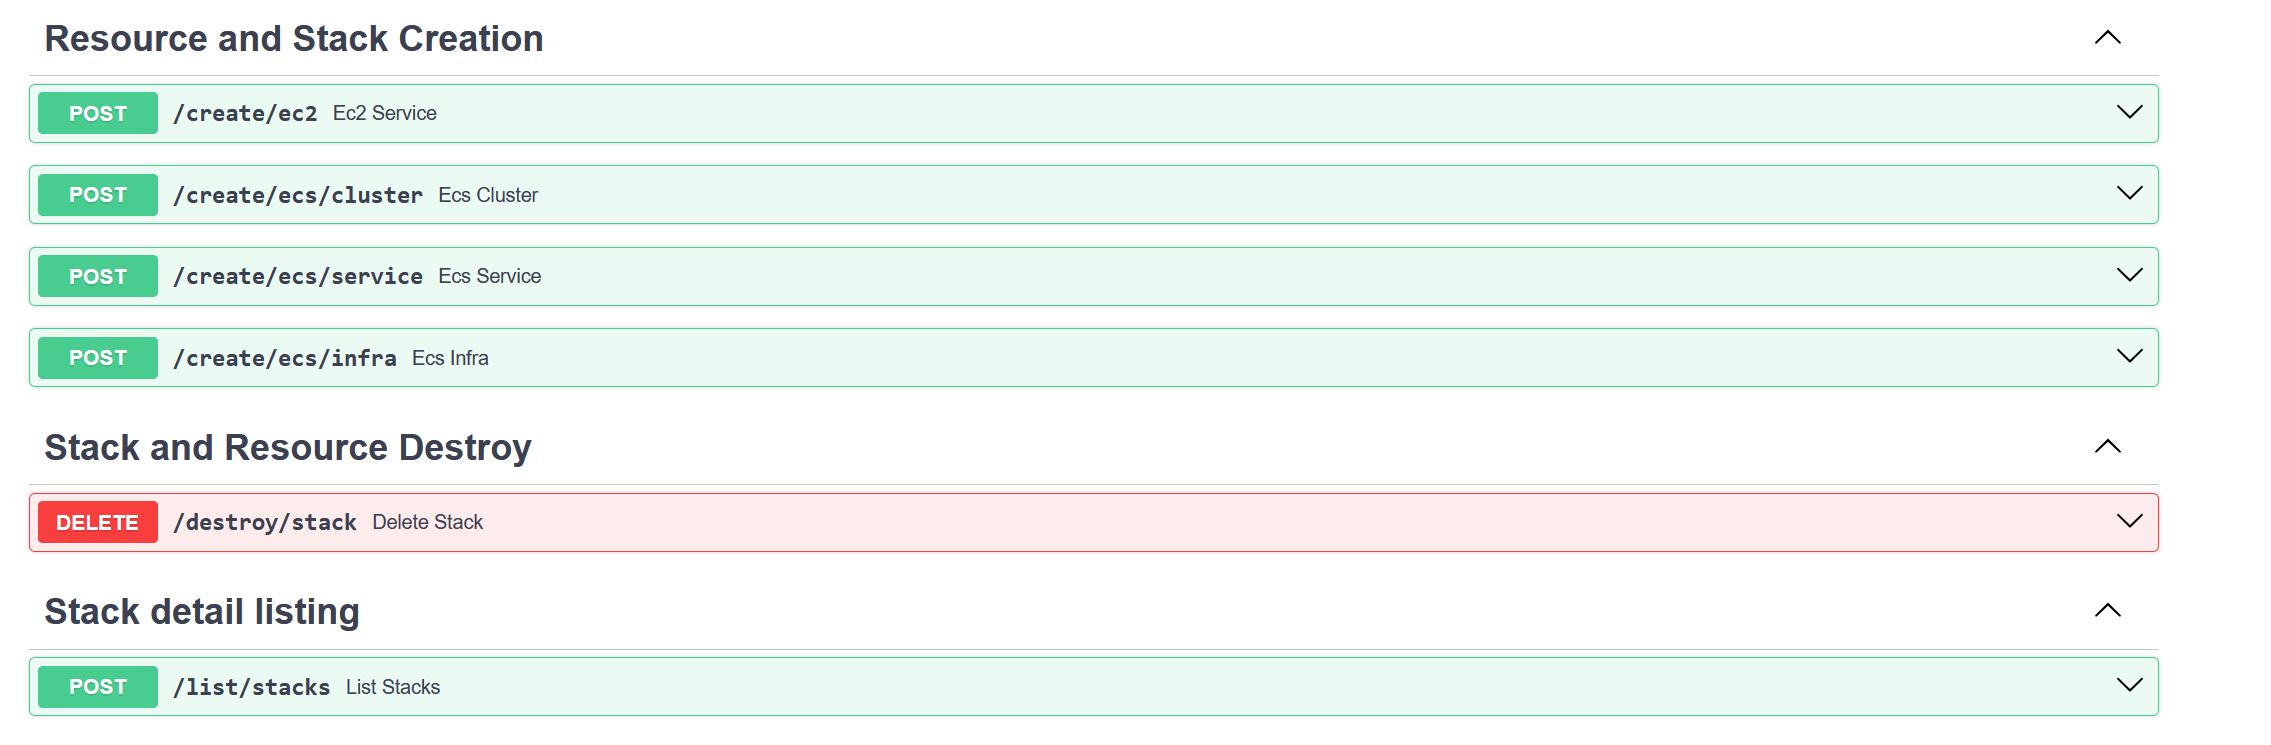 Resource and Stack Creation
POST /create/ec2 Ec2 Service
POST /create/ecs/cluster Ecs Cluster
POST /create/ecs/service Ecs Service
POST /create/ecs/infra Ecs Infra
Stack and Resource Destroy
DELETE /destroy/stack Delete Stack
Stack detail listing
POST /list/stacks List Stacks